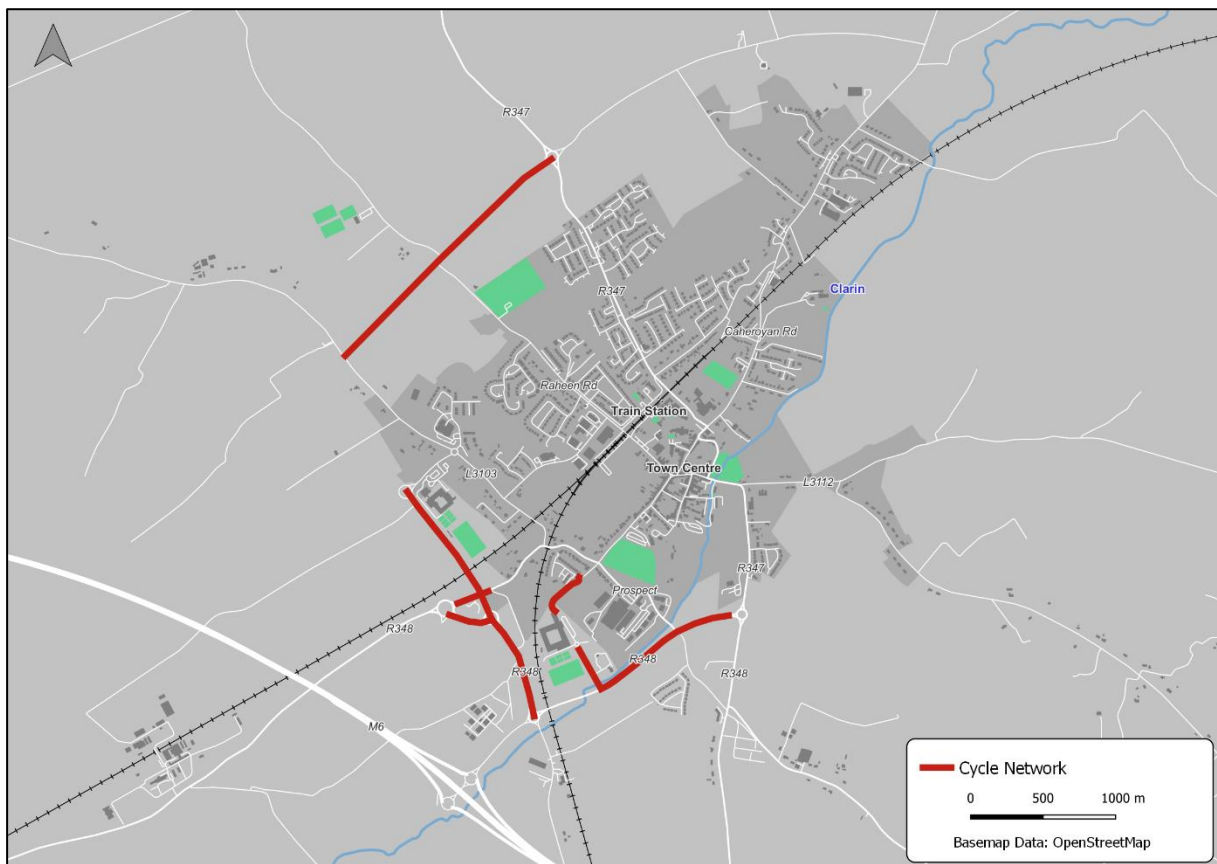 R347
Clarin
R347
Caheroyan Rd
Raheen Rd
Train Station
Town Centre
L3103
L3112
R347
Prospect
R348
R348
R348
R348
M6
Cycle Network
0 500 1000 m
Basemap Data: OpenStreetMap